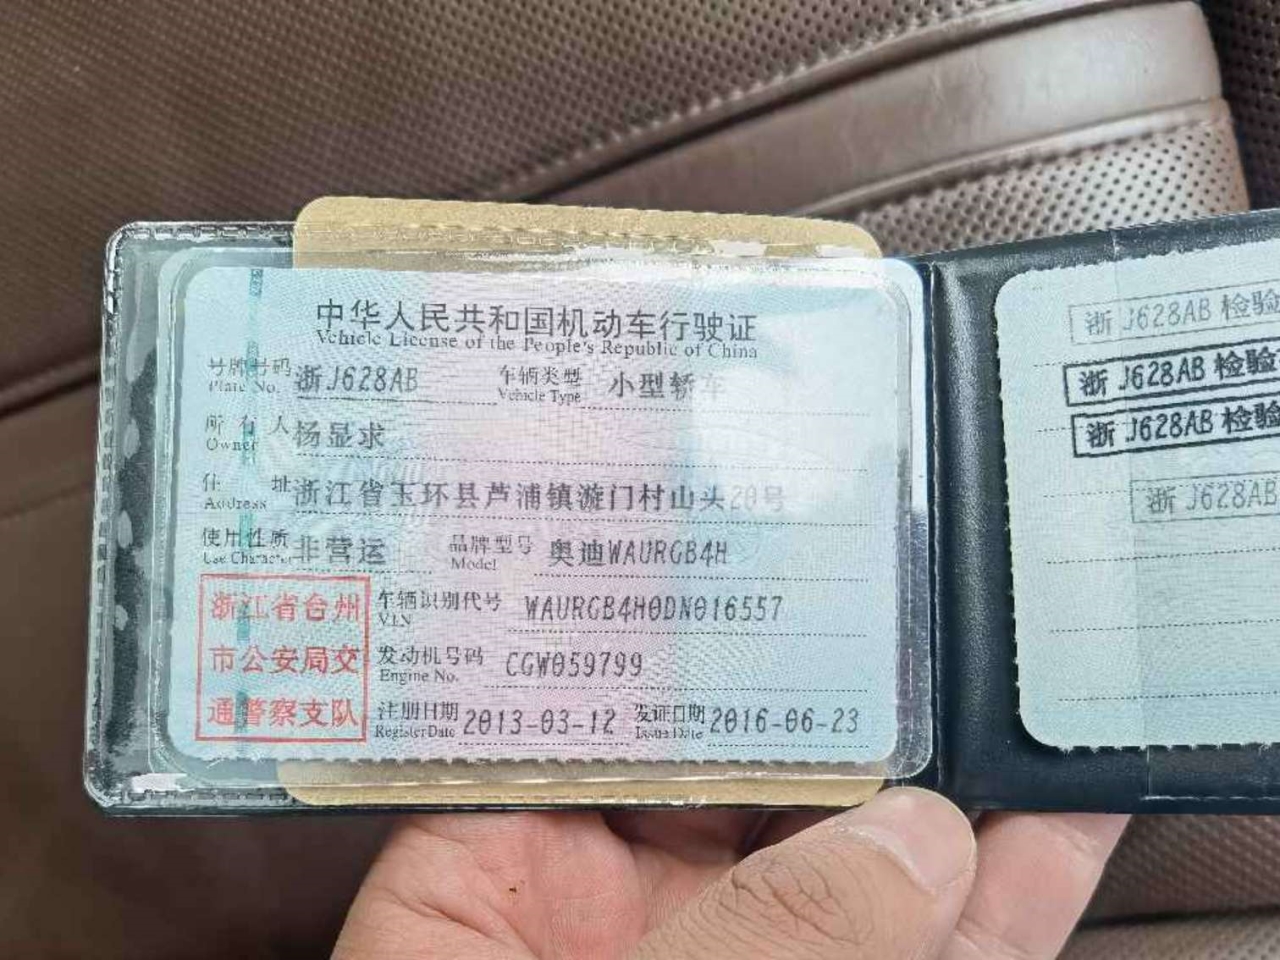 中华人民共和国机动车行驶证
Vehicle License of the People's Republic of China
号牌号码 浙J628AB 车辆类型 小型轿车
Plate No. Vehicle Type
所有人 杨显求
Owner
住址 浙江省玉环县芦浦镇漩门村山头20号
Address
使用性质 非营运 品牌型号 奥迪WAURGB4H
Use Character Model
浙江省台州
市公安局交
通警察支队
车辆识别代号 WAURGB4H0DN016557
VIN
发动机号码 CGW059799
Engine No.
注册日期 2013-03-12 发证日期 2016-06-23
Register Date Issue Date
浙J628AB 检验
浙J628AB 检验
浙J628AB 检验
浙J628AB